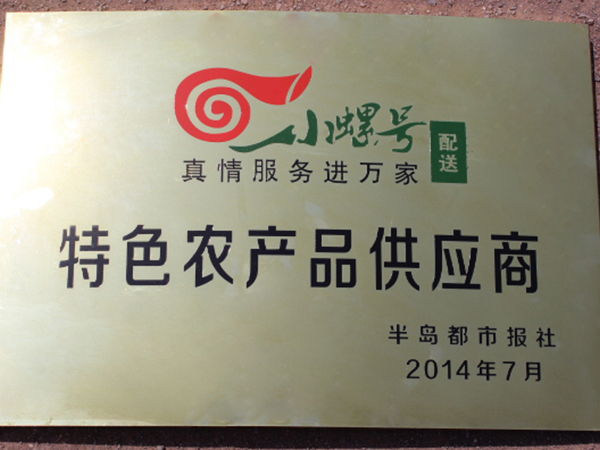 小螺号 配送
真情服务进万家
特色农产品供应商
半岛都市报社
2014年7月